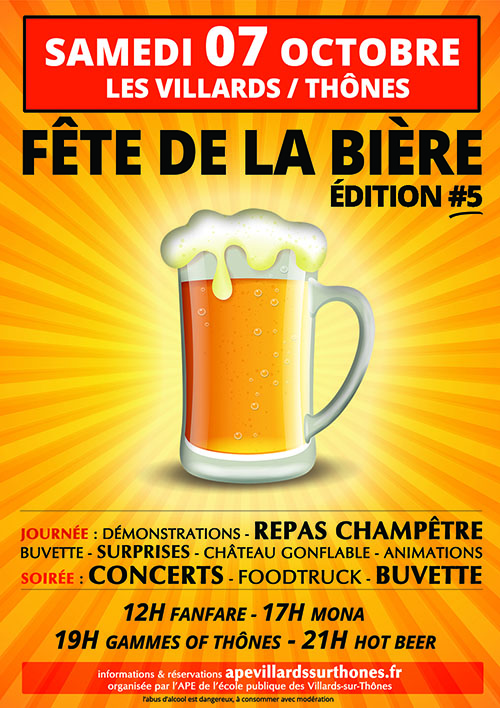 SAMEDI 07 OCTOBRE
LES VILLARDS / THÔNES
FÊTE DE LA BIÈRE
ÉDITION #5
JOURNÉE : DÉMONSTRATIONS - REPAS CHAMPÊTRE
BUVETTE - SURPRISES - CHÂTEAU GONFLABLE - ANIMATIONS
SOIRÉE : CONCERTS - FOODTRUCK - BUVETTE
12H FANFARE - 17H MONA
19H GAMMES OF THÔNES - 21H HOT BEER
informations & réservations apevillardssurthones.fr
organisée par l'APE de l'école publique des Villards-sur-Thônes
l'abus d'alcool est dangereux, à consommer avec modération